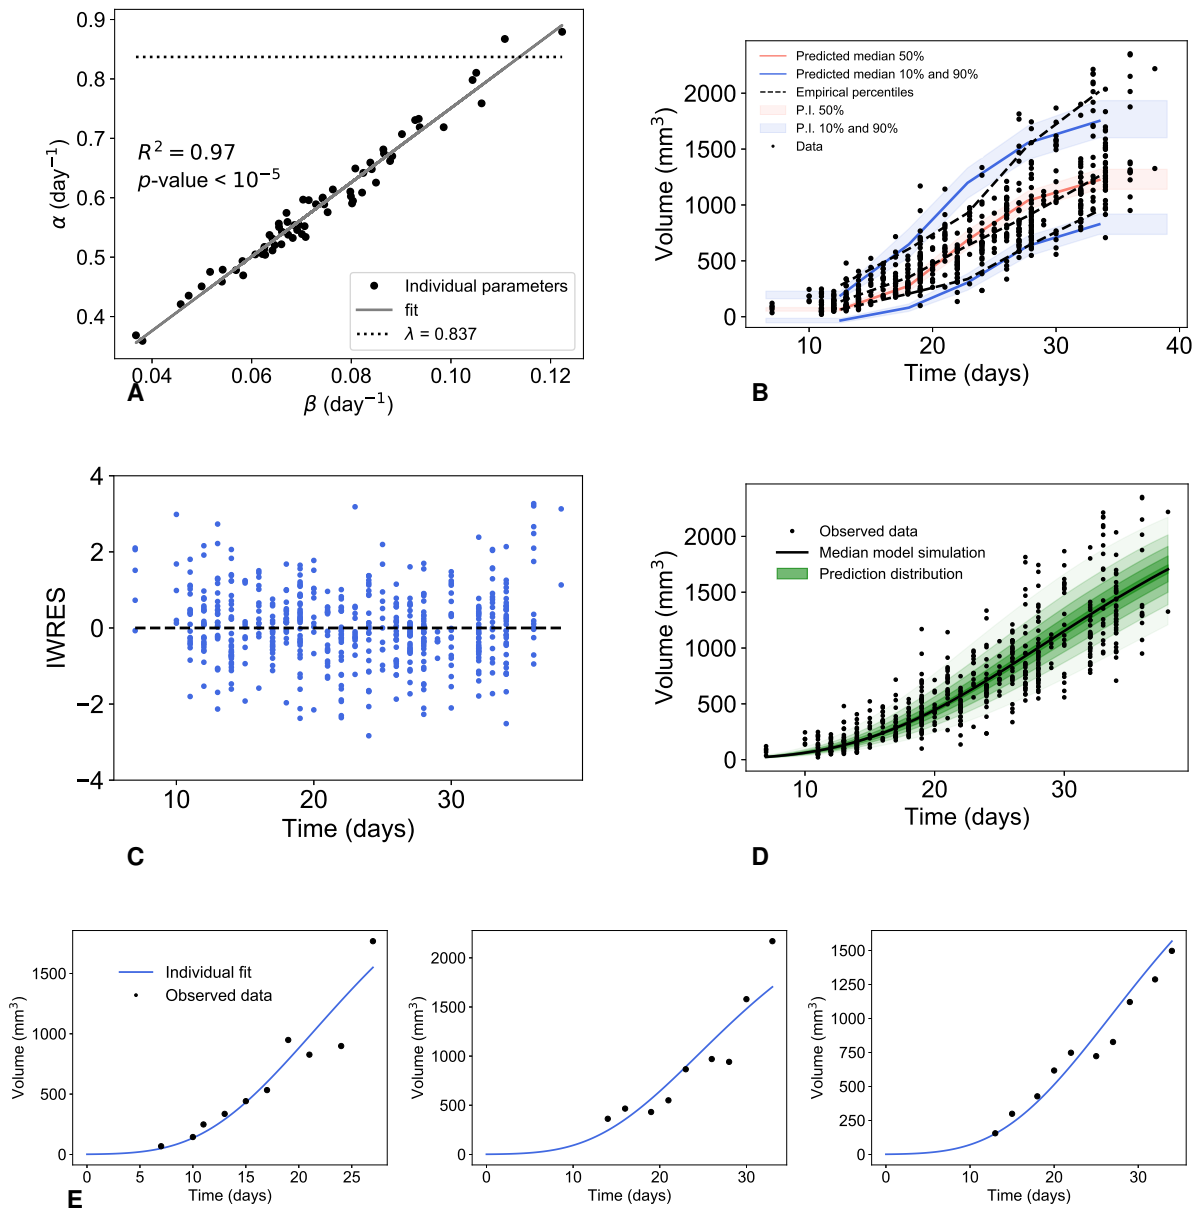 0.9
0.8
0.7
0.6
0.5
0.4
α (day⁻¹)
R² = 0.97
p-value < 10⁻⁵
Individual parameters
fit
λ = 0.837
0.04 0.06 0.08 0.10 0.12
β (day⁻¹)
A
Predicted median 50%
Predicted median 10% and 90%
Empirical percentiles
P.I. 50%
P.I. 10% and 90%
Data
2000
1500
1000
500
0
Volume (mm³)
10 20 30 40
Time (days)
B
4
2
0
−2
−4
IWRES
10 20 30
Time (days)
C
Observed data
Median model simulation
Prediction distribution
2000
1500
1000
500
0
Volume (mm³)
10 20 30
Time (days)
D
Individual fit
Observed data
1500
1000
500
0
Volume (mm³)
0 5 10 15 20 25
Time (days)
E
2000
1500
1000
500
0
Volume (mm³)
0 10 20 30
Time (days)
1500
1250
1000
750
500
250
0
Volume (mm³)
0 10 20 30
Time (days)